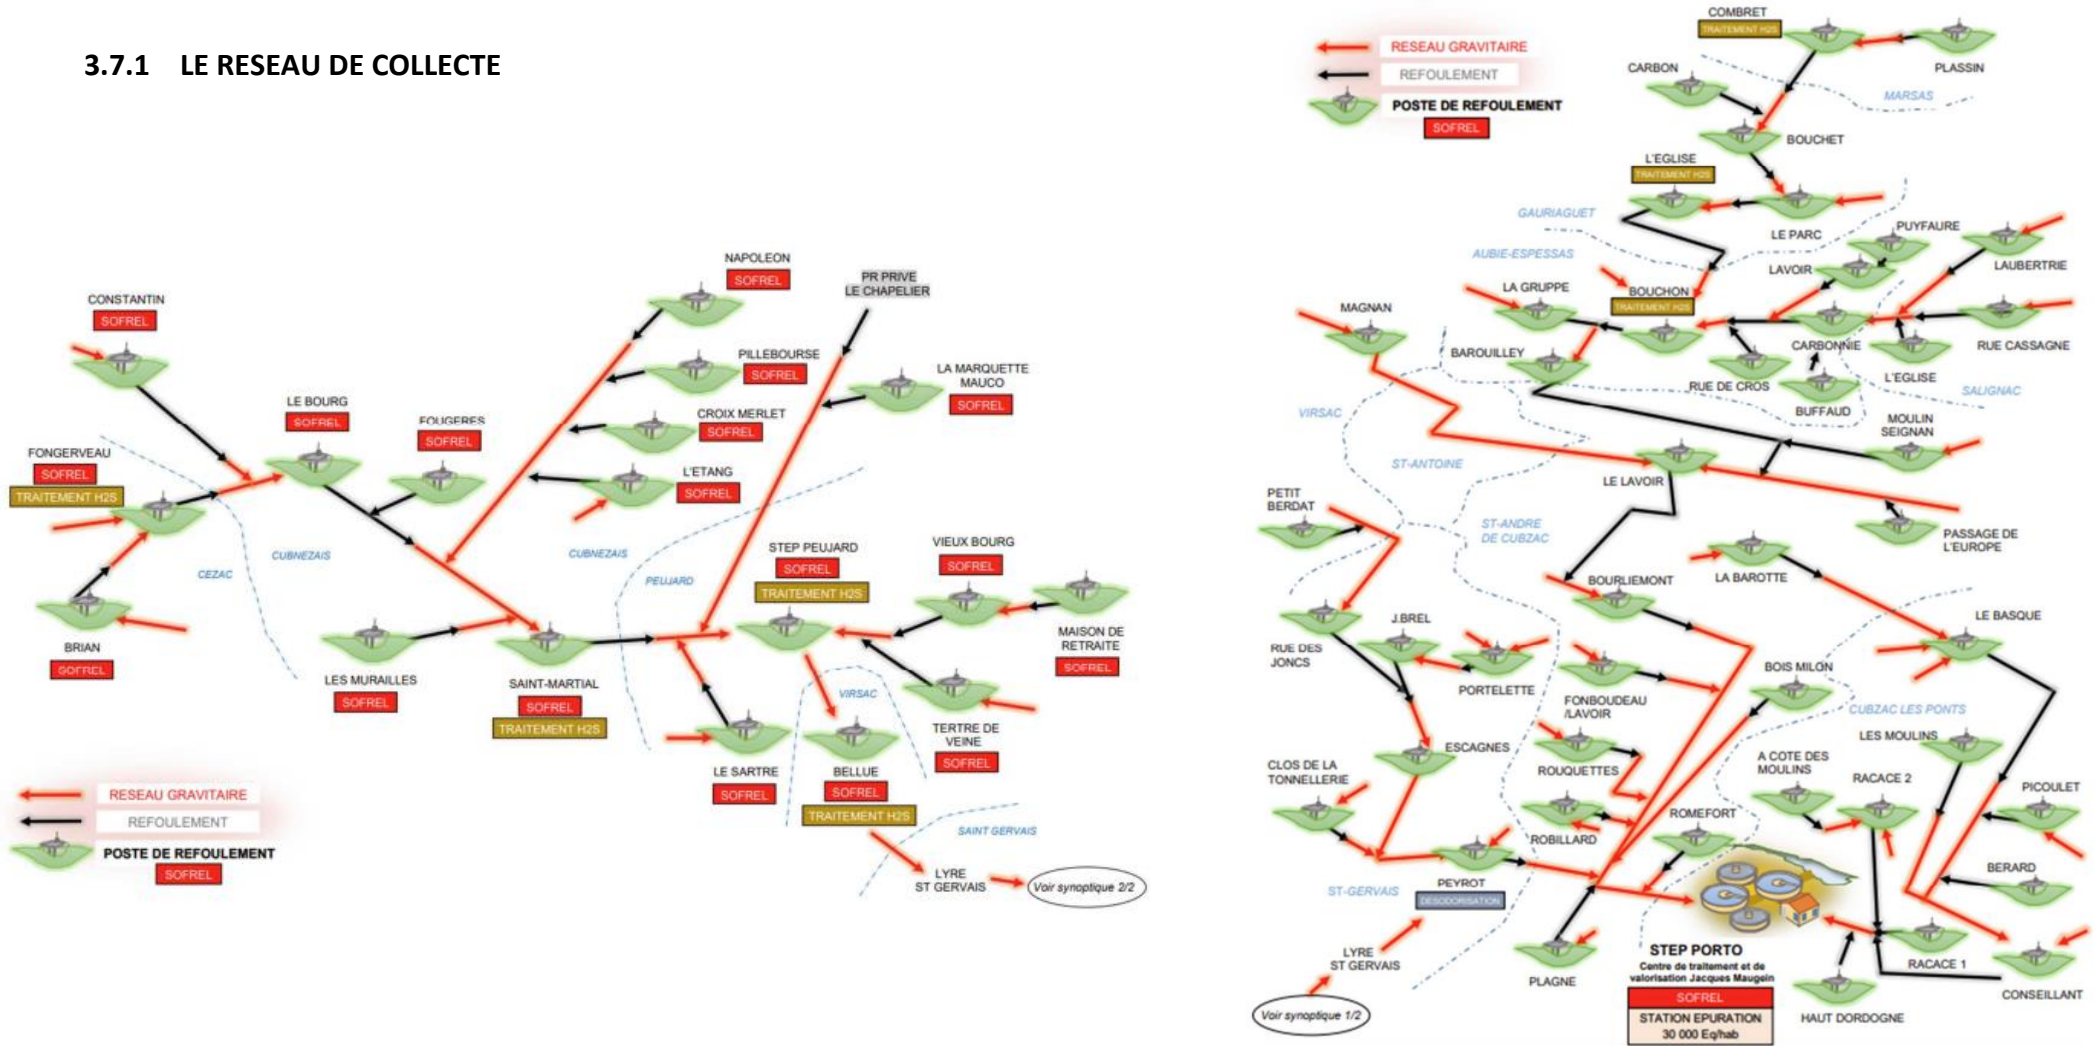 3.7.1 LE RESEAU DE COLLECTE
NAPOLEON
SOFREL
PR PRIVE
LE CHAPELIER
CONSTANTIN
SOFREL
PILLEBOURSE
SOFREL
LA MARQUETTE
MAUCO
SOFREL
LE BOURG
SOFREL
FOUGERES
SOFREL
CROIX MERLET
SOFREL
FONGERVEAU
SOFREL
TRAITEMENT H2S
L'ETANG
SOFREL
CUBNEZAIS
CEZAC
CUBNEZAIS
PEUJARD
STEP PEUJARD
SOFREL
TRAITEMENT H2S
VIEUX BOURG
SOFREL
MAISON DE
RETRAITE
SOFREL
BRIAN
SOFREL
LES MURAILLES
SOFREL
SAINT-MARTIAL
SOFREL
TRAITEMENT H2S
VIRSAC
TERTRE DE
VEINE
SOFREL
LE SARTRE
SOFREL
BELLUE
SOFREL
TRAITEMENT H2S
SAINT GERVAIS
LYRE
ST GERVAIS
Voir synoptique 2/2
RESEAU GRAVITAIRE
REFOULEMENT
POSTE DE REFOULEMENT
SOFREL
RESEAU GRAVITAIRE
REFOULEMENT
POSTE DE REFOULEMENT
SOFREL
COMBRET
TRAITEMENT H2S
PLASSIN
CARBON
MARSAS
BOUCHET
L'EGLISE
TRAITEMENT H2S
GAURIAGUET
LE PARC
PUYFAURE
AUBIE-ESPESSAS
LAVOIR
LAUBERTRIE
LA GRUPPE
BOUCHON
TRAITEMENT H2S
MAGNAN
BAROUILLEY
CARBONNIE
RUE CASSAGNE
RUE DE CROS
L'EGLISE
BUFFAUD
SALIGNAC
VIRSAC
MOULIN
SEIGNAN
ST-ANTOINE
LE LAVOIR
PETIT
BERDAT
ST-ANDRE
DE CUBZAC
PASSAGE DE
L'EUROPE
LA BAROTTE
BOURLIEMONT
LE BASQUE
J.BREL
RUE DES
JONCS
PORTELETTE
BOIS MILON
FONBOUDEAU
/LAVOIR
CUBZAC LES PONTS
ESCAGNES
LES MOULINS
CLOS DE LA
TONNELLERIE
ROUQUETTES
A COTE DES
MOULINS
RACACE 2
PICOULET
ROBILLARD
ROMEFORT
BERARD
ST-GERVAIS
PEYROT
DESODORISATION
LYRE
ST GERVAIS
Voir synoptique 1/2
PLAGNE
STEP PORTO
Centre de traitement et de
valorisation Jacques Maugein
SOFREL
STATION EPURATION
30 000 Eq/hab
RACACE 1
CONSEILLANT
HAUT DORDOGNE